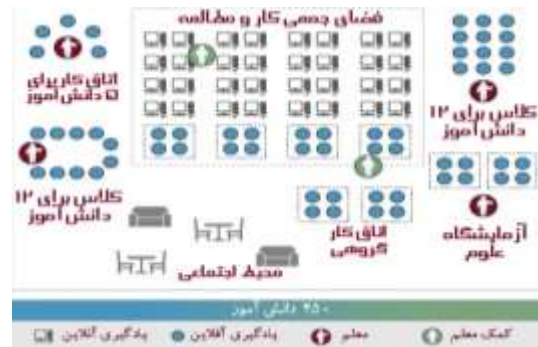 فضای جمعی کار و مطالعه
اتاق کار برای
۵ دانش آموز
کلاس برای ۱۲
دانش آموز
کلاس برای ۱۲
دانش آموز
آزمایشگاه
علوم
اتاق کار
گروهی
محیط اجتماعی
۴۵۰ دانش آموز
کمک معلم
معلم
یادگیری آفلاین
یادگیری آنلاین